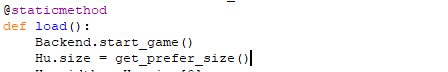 @staticmethod
def load():
    Backend.start_game()
    Hu.size = get_prefer_size()